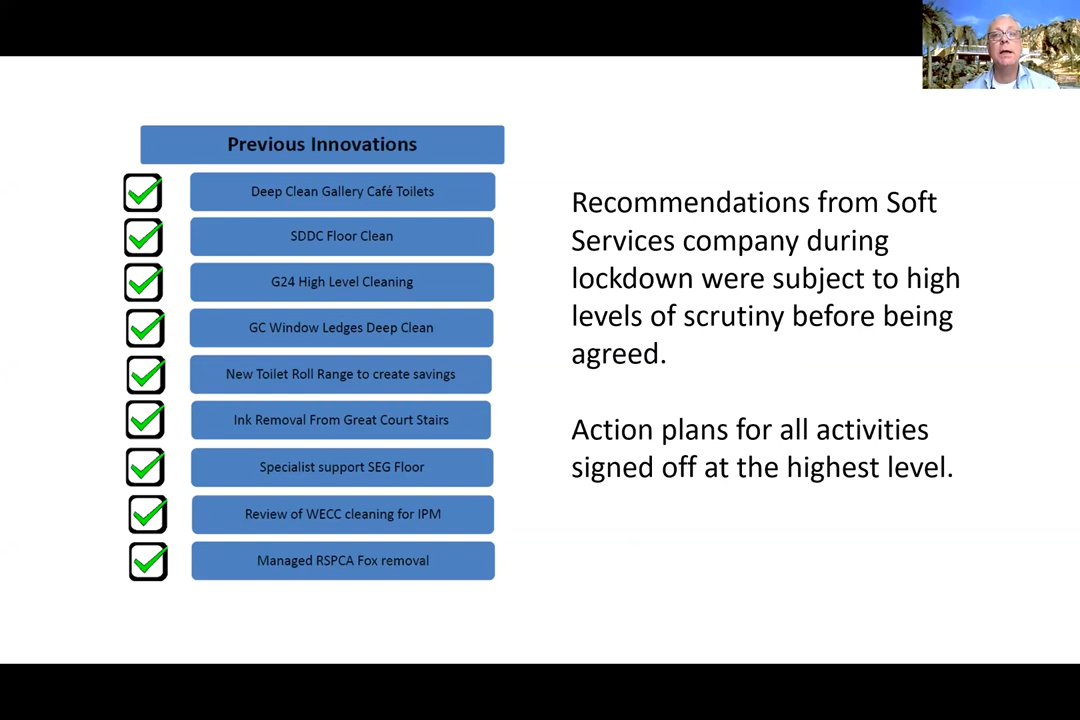 Previous Innovations
Deep Clean Gallery Café Toilets
SDDC Floor Clean
G24 High Level Cleaning
GC Window Ledges Deep Clean
New Toilet Roll Range to create savings
Ink Removal From Great Court Stairs
Specialist support SEG Floor
Review of WECC cleaning for IPM
Managed RSPCA Fox removal
Recommendations from Soft
Services company during
lockdown were subject to high
levels of scrutiny before being
agreed.
Action plans for all activities
signed off at the highest level.